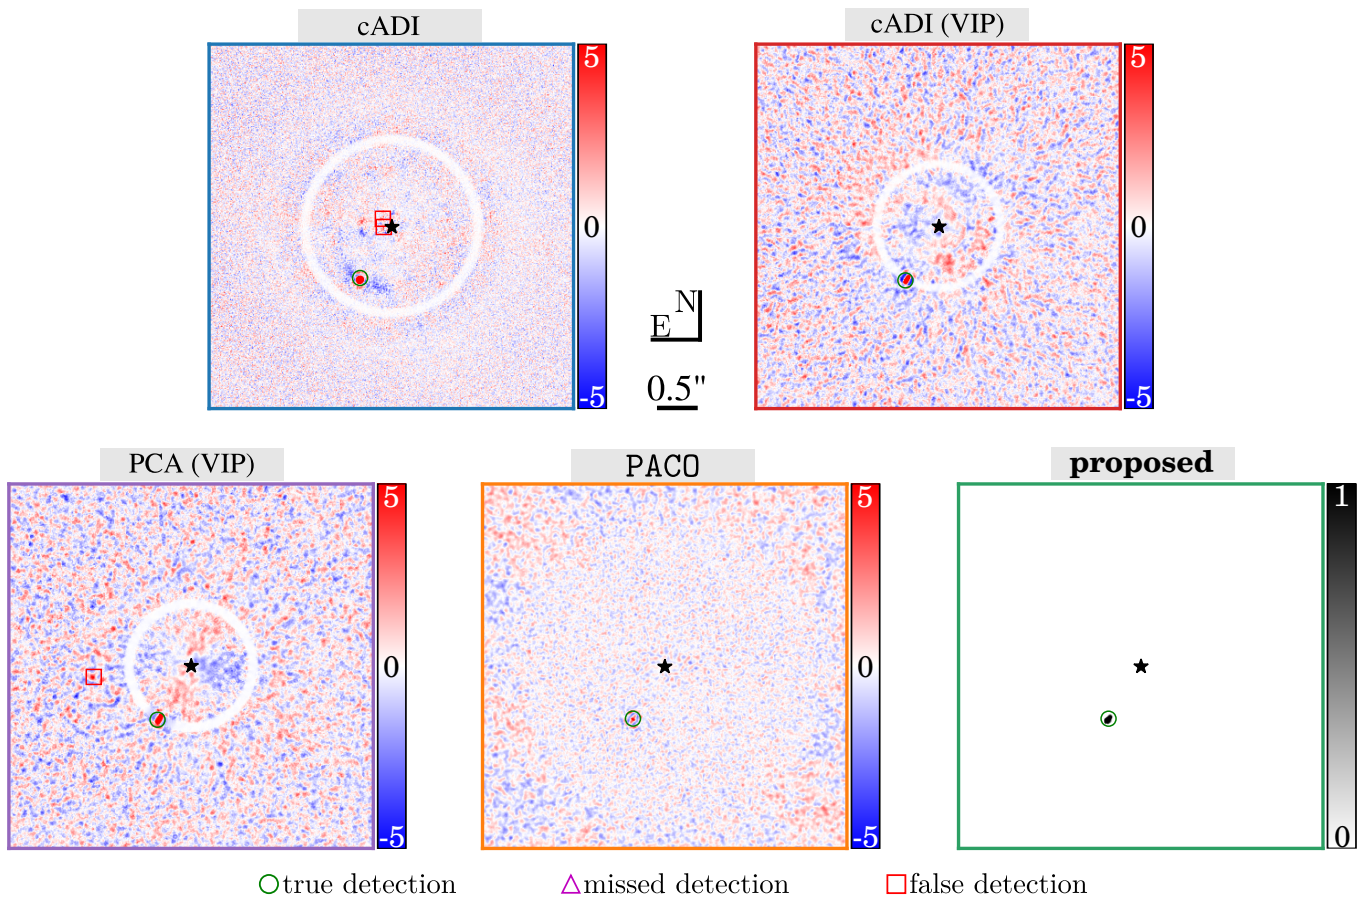 cADI
cADI (VIP)
5
0
-5
5
0
-5
N
E
0.5"
PCA (VIP)
PACO
proposed
5
0
-5
5
0
-5
1
0
true detection
missed detection
false detection